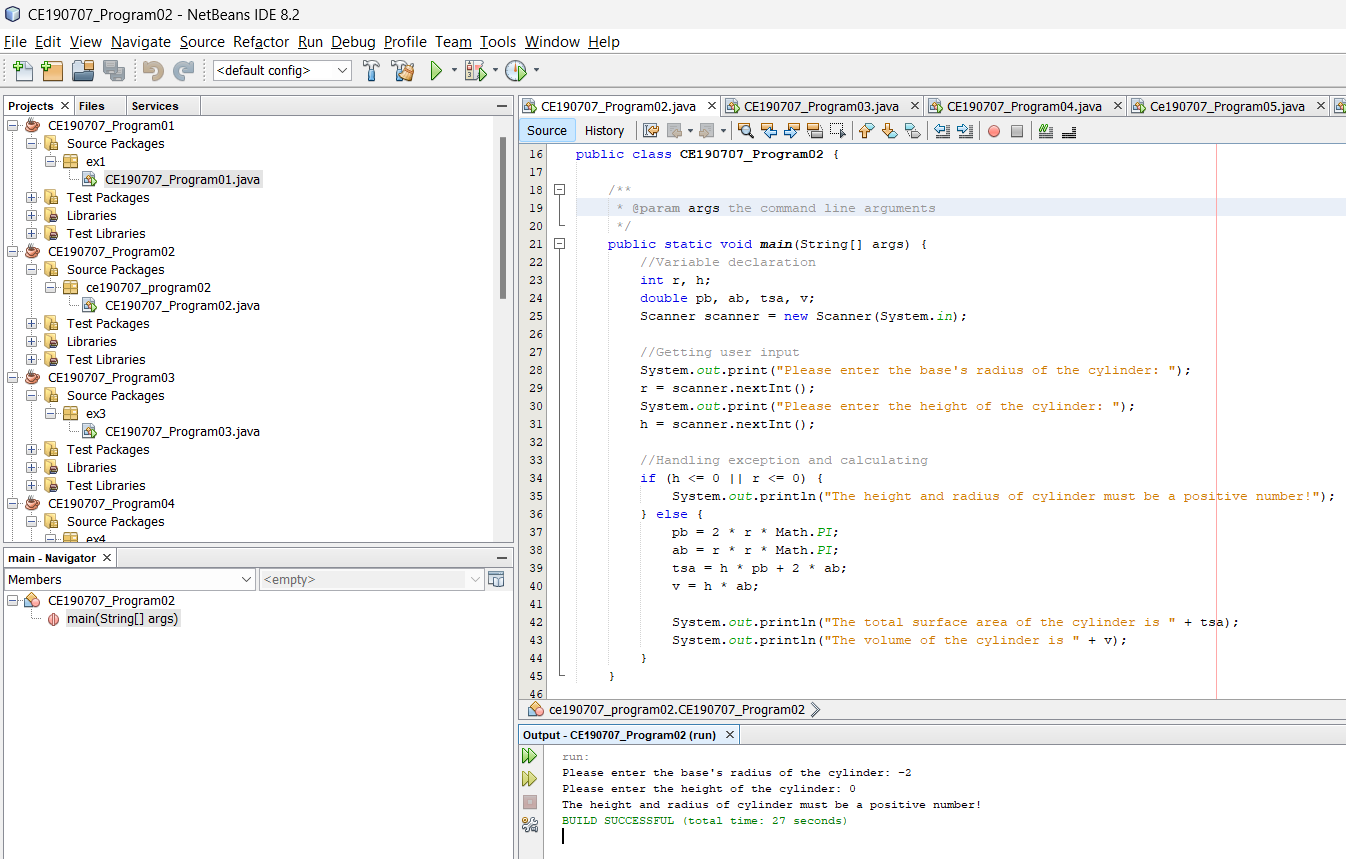 CE190707_Program02 - NetBeans IDE 8.2
File Edit View Navigate Source Refactor Run Debug Profile Team Tools Window Help
<default config>
Projects Files Services
CE190707_Program01
Source Packages
ex1
CE190707_Program01.java
Test Packages
Libraries
Test Libraries
CE190707_Program02
Source Packages
ce190707_program02
CE190707_Program02.java
Test Packages
Libraries
Test Libraries
CE190707_Program03
Source Packages
ex3
CE190707_Program03.java
Test Packages
Libraries
Test Libraries
CE190707_Program04
Source Packages
ex4
main - Navigator
Members <empty>
CE190707_Program02
main(String[] args)
CE190707_Program02.java CE190707_Program03.java CE190707_Program04.java Ce190707_Program05.java
Source History
16 public class CE190707_Program02 {
17
18 /**
19 * @param args the command line arguments
20 */
21 public static void main(String[] args) {
22 //Variable declaration
23 int r, h;
24 double pb, ab, tsa, v;
25 Scanner scanner = new Scanner(System.in);
26
27 //Getting user input
28 System.out.print("Please enter the base's radius of the cylinder: ");
29 r = scanner.nextInt();
30 System.out.print("Please enter the height of the cylinder: ");
31 h = scanner.nextInt();
32
33 //Handling exception and calculating
34 if (h <= 0 || r <= 0) {
35 System.out.println("The height and radius of cylinder must be a positive number!");
36 } else {
37 pb = 2 * r * Math.PI;
38 ab = r * r * Math.PI;
39 tsa = h * pb + 2 * ab;
40 v = h * ab;
41
42 System.out.println("The total surface area of the cylinder is " + tsa);
43 System.out.println("The volume of the cylinder is " + v);
44 }
45 }
46
ce190707_program02.CE190707_Program02
Output - CE190707_Program02 (run)
run:
Please enter the base's radius of the cylinder: -2
Please enter the height of the cylinder: 0
The height and radius of cylinder must be a positive number!
BUILD SUCCESSFUL (total time: 27 seconds)